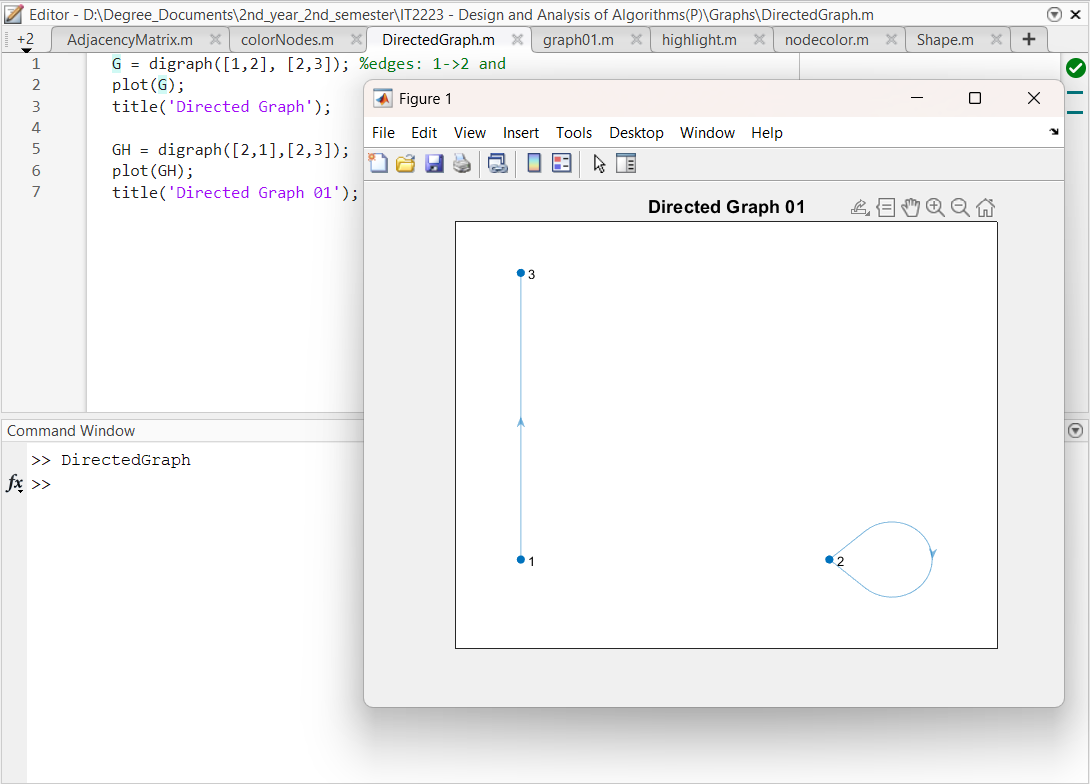 Editor - D:\Degree_Documents\2nd_year_2nd_semester\IT2223 - Design and Analysis of Algorithms(P)\Graphs\DirectedGraph.m
+2 AdjacencyMatrix.m colorNodes.m DirectedGraph.m graph01.m highlight.m nodecolor.m Shape.m +
1 G = digraph([1,2], [2,3]); %edges: 1->2 and
2 plot(G);
3 title('Directed Graph');
4
5 GH = digraph([2,1],[2,3]);
6 plot(GH);
7 title('Directed Graph 01');
Figure 1
File Edit View Insert Tools Desktop Window Help
Directed Graph 01
3
1
2
Command Window
>> DirectedGraph
fx >>